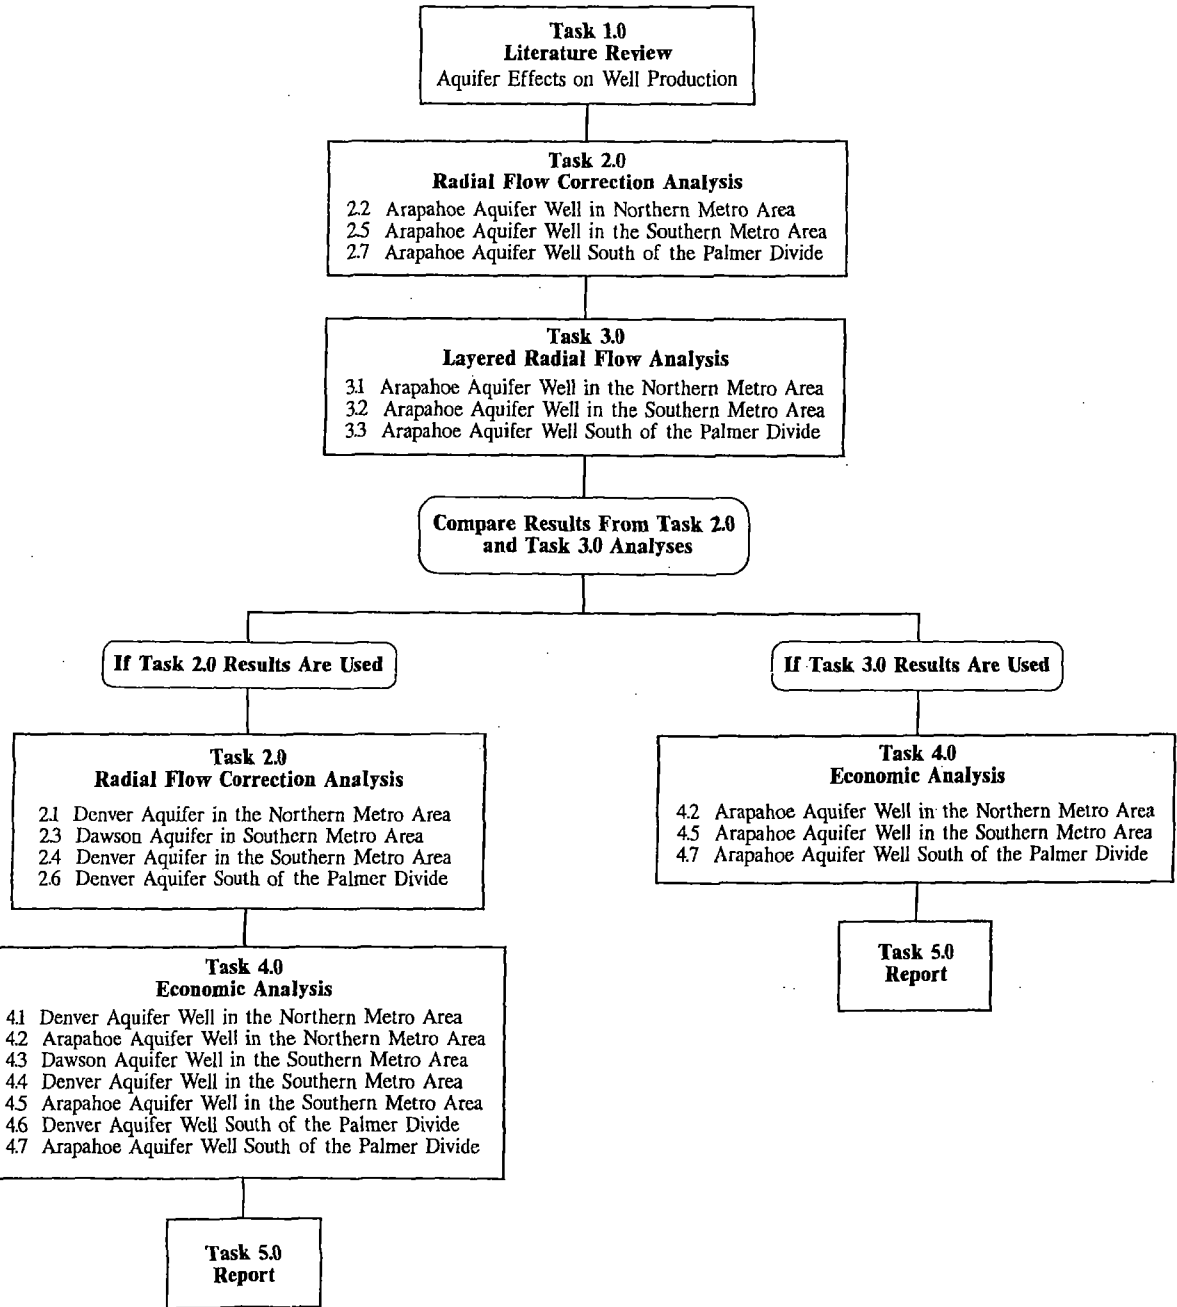 Task 1.0
Literature Review
Aquifer Effects on Well Production
Task 2.0
Radial Flow Correction Analysis
2.2 Arapahoe Aquifer Well in Northern Metro Area
2.5 Arapahoe Aquifer Well in the Southern Metro Area
2.7 Arapahoe Aquifer Well South of the Palmer Divide
Task 3.0
Layered Radial Flow Analysis
3.1 Arapahoe Aquifer Well in the Northern Metro Area
3.2 Arapahoe Aquifer Well in the Southern Metro Area
3.3 Arapahoe Aquifer Well South of the Palmer Divide
Compare Results From Task 2.0
and Task 3.0 Analyses
If Task 2.0 Results Are Used
Task 2.0
Radial Flow Correction Analysis
2.1 Denver Aquifer in the Northern Metro Area
2.3 Dawson Aquifer in Southern Metro Area
2.4 Denver Aquifer in the Southern Metro Area
2.6 Denver Aquifer South of the Palmer Divide
Task 4.0
Economic Analysis
4.1 Denver Aquifer Well in the Northern Metro Area
4.2 Arapahoe Aquifer Well in the Northern Metro Area
4.3 Dawson Aquifer Well in the Southern Metro Area
4.4 Denver Aquifer Well in the Southern Metro Area
4.5 Arapahoe Aquifer Well in the Southern Metro Area
4.6 Denver Aquifer Well South of the Palmer Divide
4.7 Arapahoe Aquifer Well South of the Palmer Divide
Task 5.0
Report
If Task 3.0 Results Are Used
Task 4.0
Economic Analysis
4.2 Arapahoe Aquifer Well in the Northern Metro Area
4.5 Arapahoe Aquifer Well in the Southern Metro Area
4.7 Arapahoe Aquifer Well South of the Palmer Divide
Task 5.0
Report